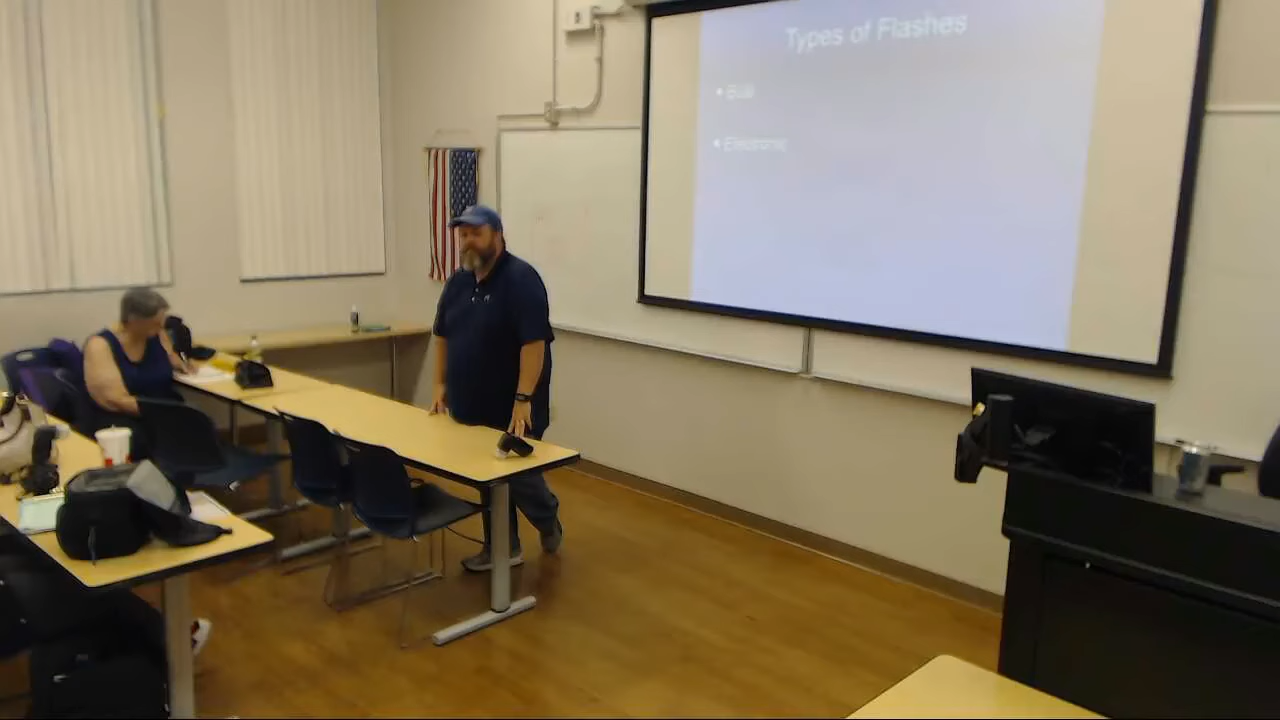 Types of Flashes
• Bulb
• Electronic